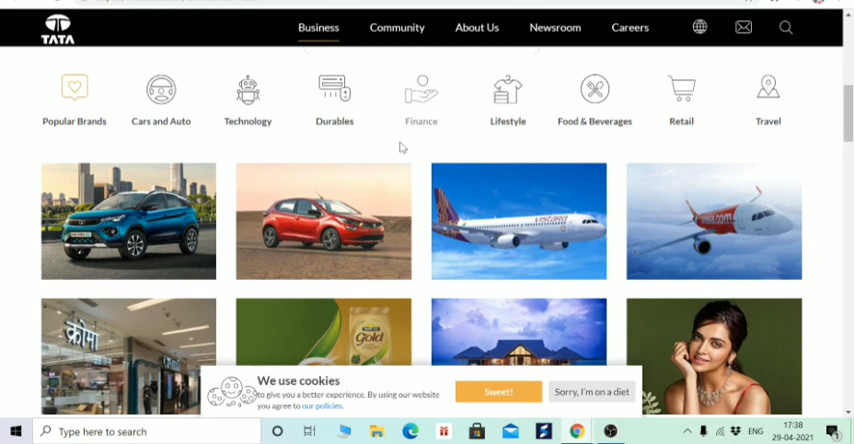 TATA
Business Community About Us Newsroom Careers
Popular Brands Cars and Auto Technology Durables Finance Lifestyle Food & Beverages Retail Travel
VISTARA
क्रोमा
Gold
We use cookies
to give you a better experience. By using our website
you agree to our policies.
Sweet!
Sorry, I'm on a diet
Type here to search
ENG
17:38
29-04-2021